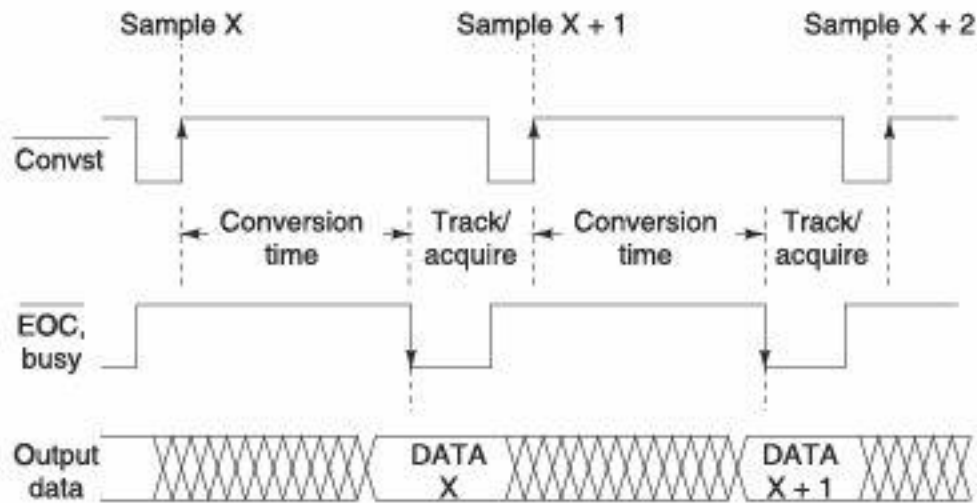 Sample X
Sample X + 1
Sample X + 2
Convst
Conversion
time
Track/
acquire
Conversion
time
Track/
acquire
EOC,
busy
Output
data
DATA
X
DATA
X + 1